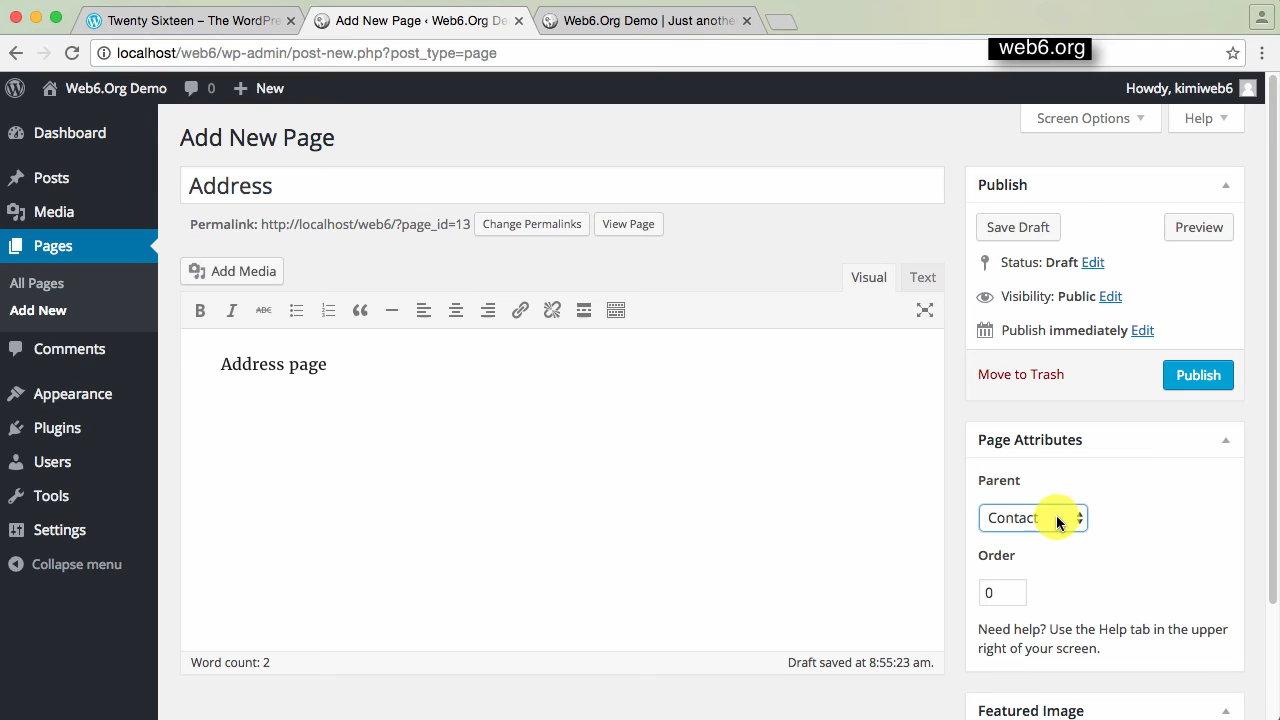 Twenty Sixteen – The WordPre
Add New Page ‹ Web6.Org De
Web6.Org Demo | Just anothe
localhost/web6/wp-admin/post-new.php?post_type=page
web6.org
Web6.Org Demo 0 New
Howdy, kimiweb6
Dashboard
Posts
Media
Pages
All Pages
Add New
Comments
Appearance
Plugins
Users
Tools
Settings
Collapse menu
Screen Options
Help
Add New Page
Address
Permalink: http://localhost/web6/?page_id=13 Change Permalinks View Page
Add Media
Visual Text
B I ABC
Address page
Word count: 2
Draft saved at 8:55:23 am.
Publish
Save Draft Preview
Status: Draft Edit
Visibility: Public Edit
Publish immediately Edit
Move to Trash Publish
Page Attributes
Parent
Contact
Order
0
Need help? Use the Help tab in the upper
right of your screen.
Featured Image